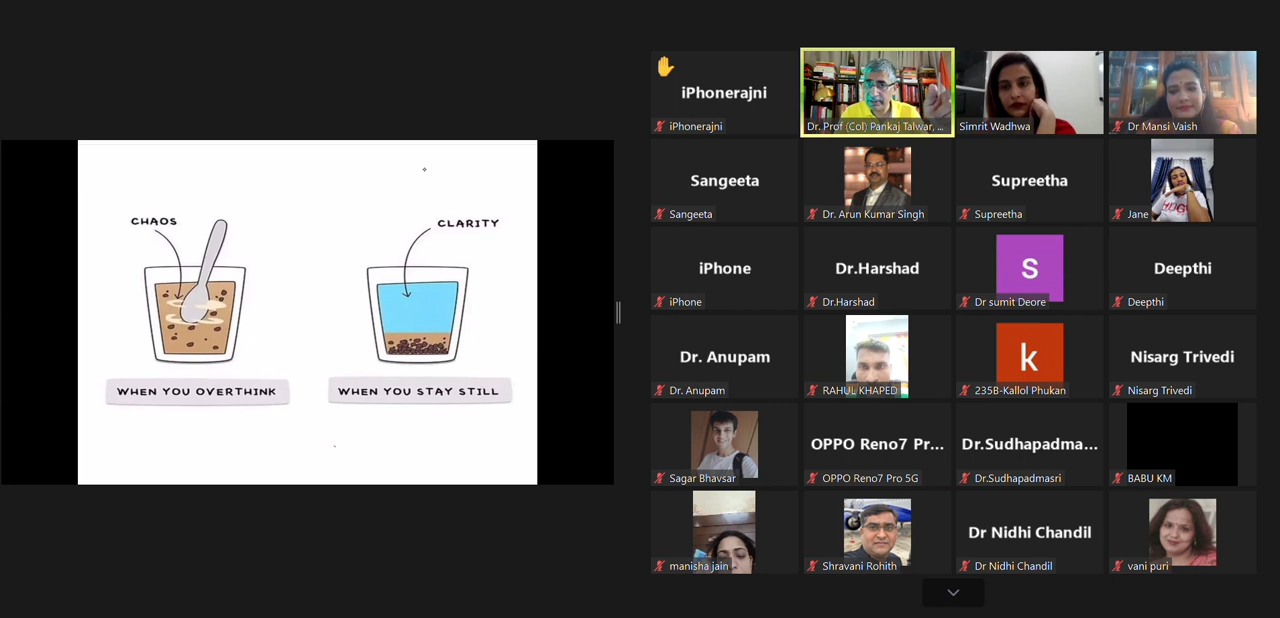 CHAOS
CLARITY
WHEN YOU OVERTHINK
WHEN YOU STAY STILL
iPhonerajni
iPhonerajni
Dr. Prof (Col) Pankaj Talwar, ...
Simrit Wadhwa
Dr Mansi Vaish
Sangeeta
Sangeeta
Dr. Arun Kumar Singh
Supreetha
Supreetha
Jane
iPhone
iPhone
Dr.Harshad
Dr.Harshad
S
Dr sumit Deore
Deepthi
Deepthi
Dr. Anupam
Dr. Anupam
RAHUL KHAPED
k
235B-Kallol Phukan
Nisarg Trivedi
Nisarg Trivedi
Sagar Bhavsar
OPPO Reno7 Pr...
OPPO Reno7 Pro 5G
Dr.Sudhapadma...
Dr.Sudhapadmasri
BABU KM
manisha jain
Shravani Rohith
Dr Nidhi Chandil
Dr Nidhi Chandil
vani puri